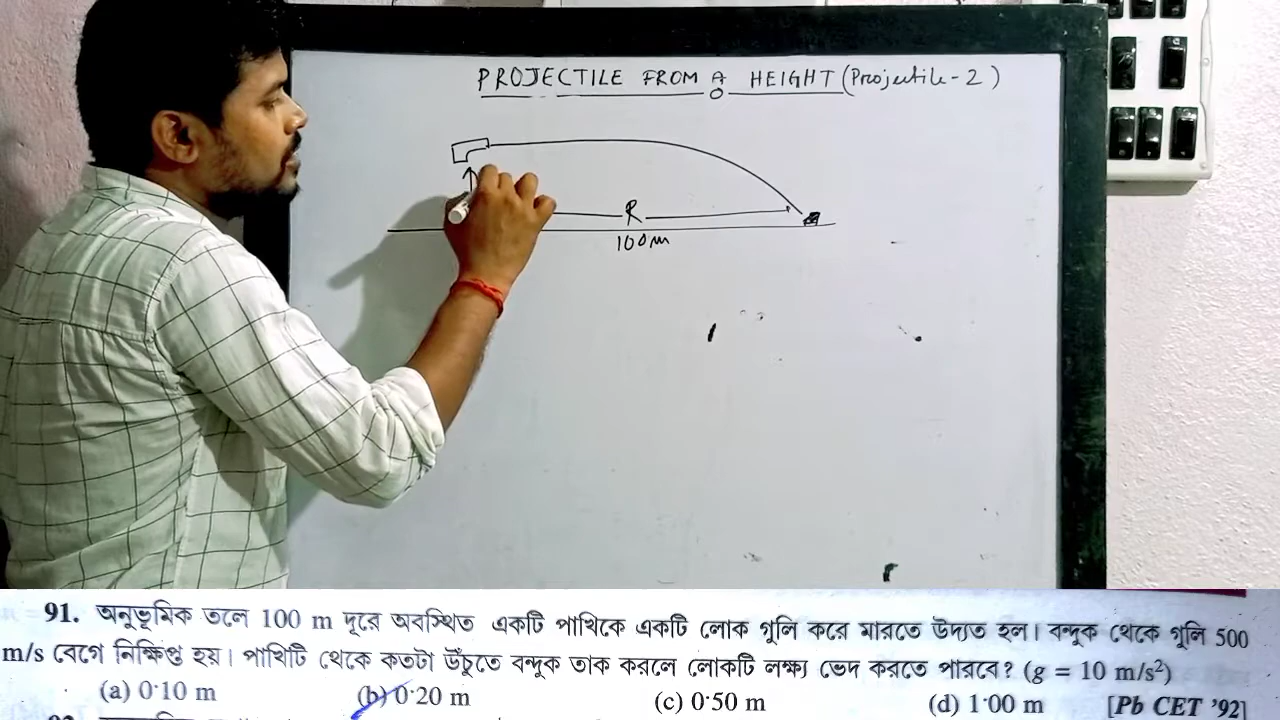 PROJECTILE FROM A HEIGHT (Projectile-2)
R
100m
91. অনুভূমিক তলে 100 m দূরে অবস্থিত একটি পাখিকে একটি লোক গুলি করে মারতে উদ্যত হল। বন্দুক থেকে গুলি 500
m/s বেগে নিক্ষিপ্ত হয়। পাখিটি থেকে কতটা উঁচুতে বন্দুক তাক করলে লোকটি লক্ষ্য ভেদ করতে পারবে? (g = 10 m/s²)
(a) 0·10 m (b) 0·20 m (c) 0·50 m (d) 1·00 m [Pb CET '92]